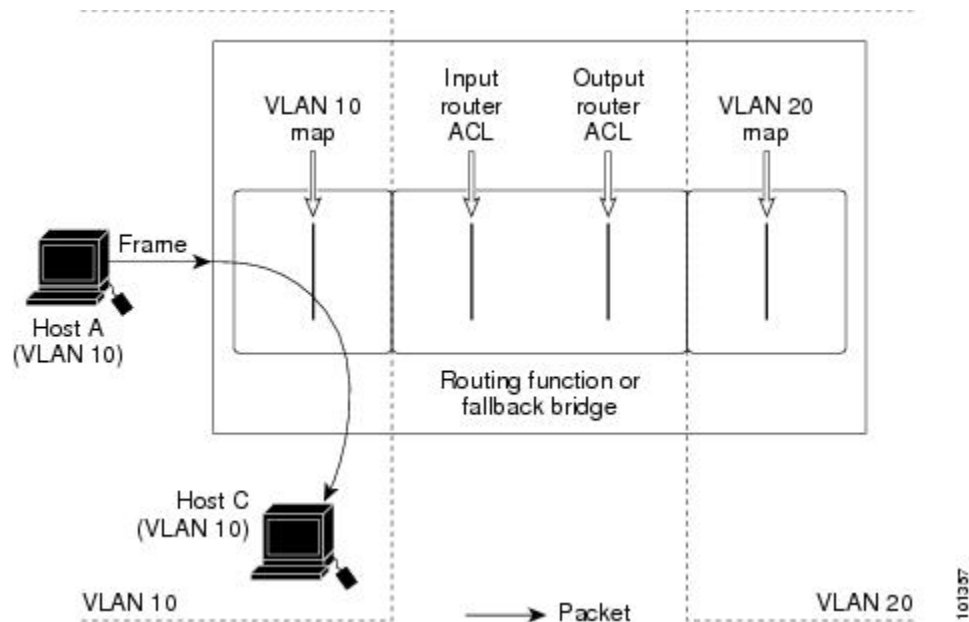 VLAN 10
map
Input
router
ACL
Output
router
ACL
VLAN 20
map
Frame
Host A
(VLAN 10)
Routing function or
fallback bridge
Host C
(VLAN 10)
VLAN 10
Packet
VLAN 20
101357